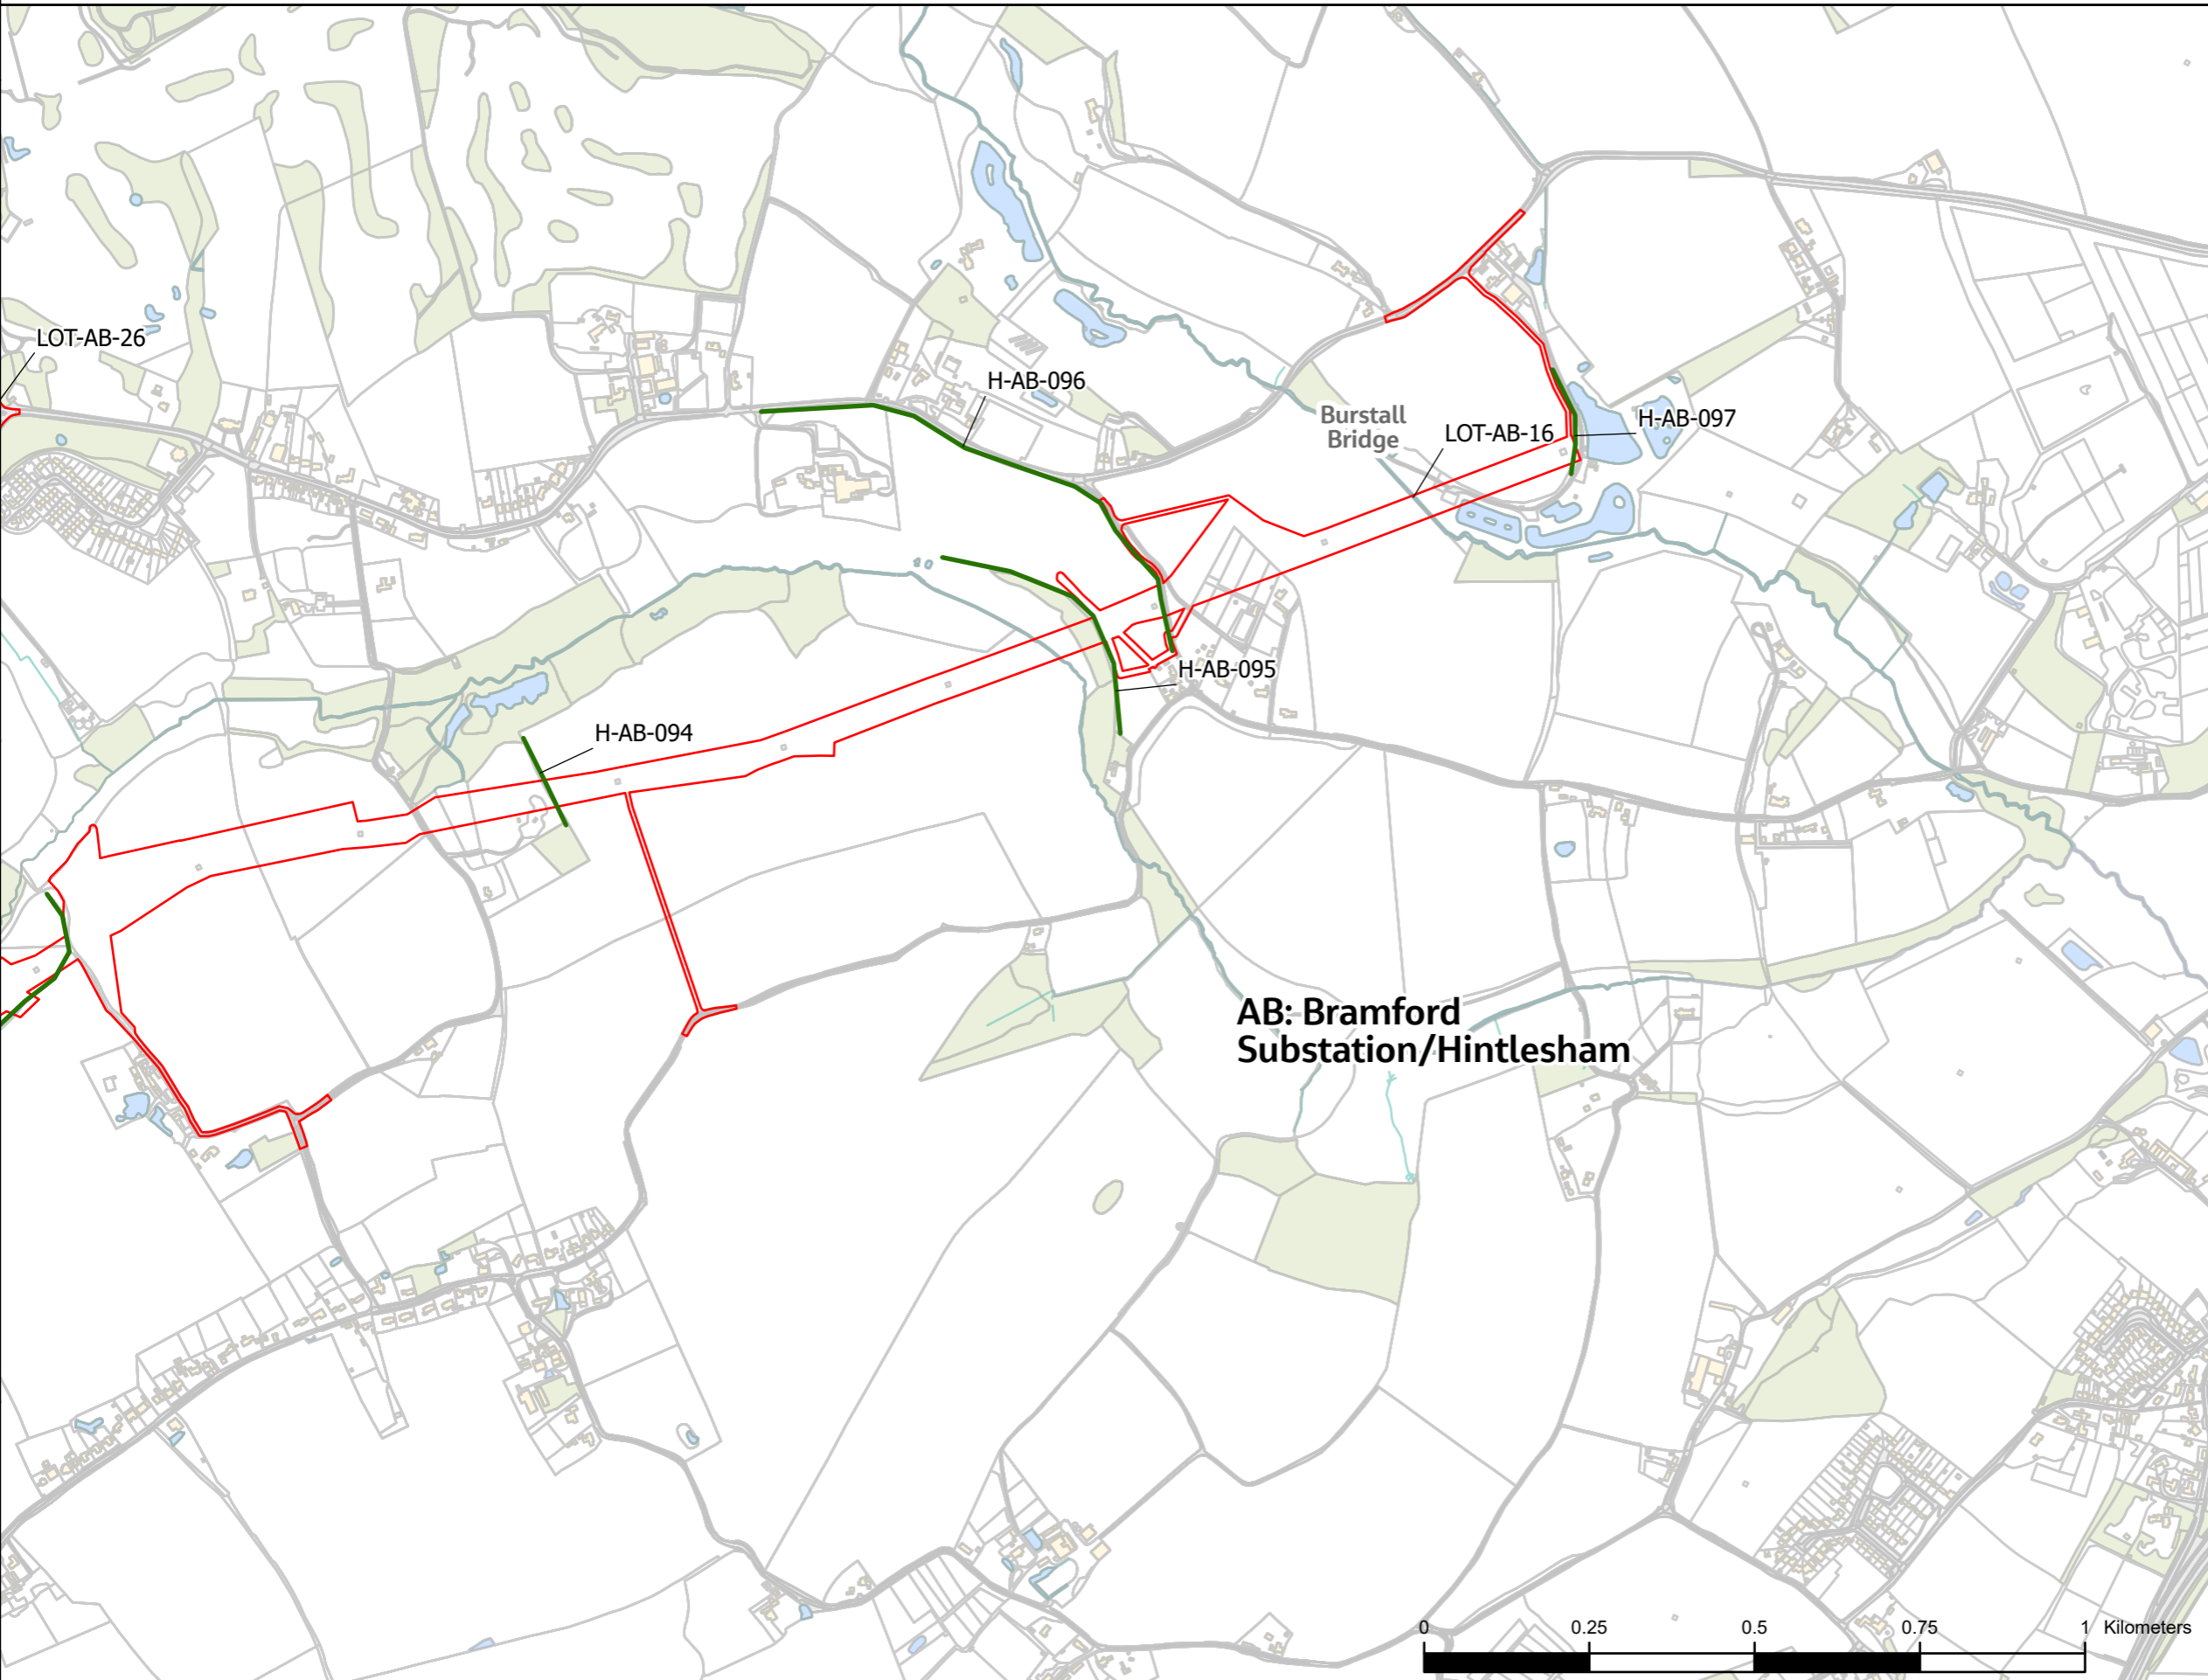 LOT-AB-26
H-AB-096
Burstall
Bridge
LOT-AB-16
H-AB-097
H-AB-095
H-AB-094
AB: Bramford
Substation/Hintlesham
0 0.25 0.5 0.75 1 Kilometers